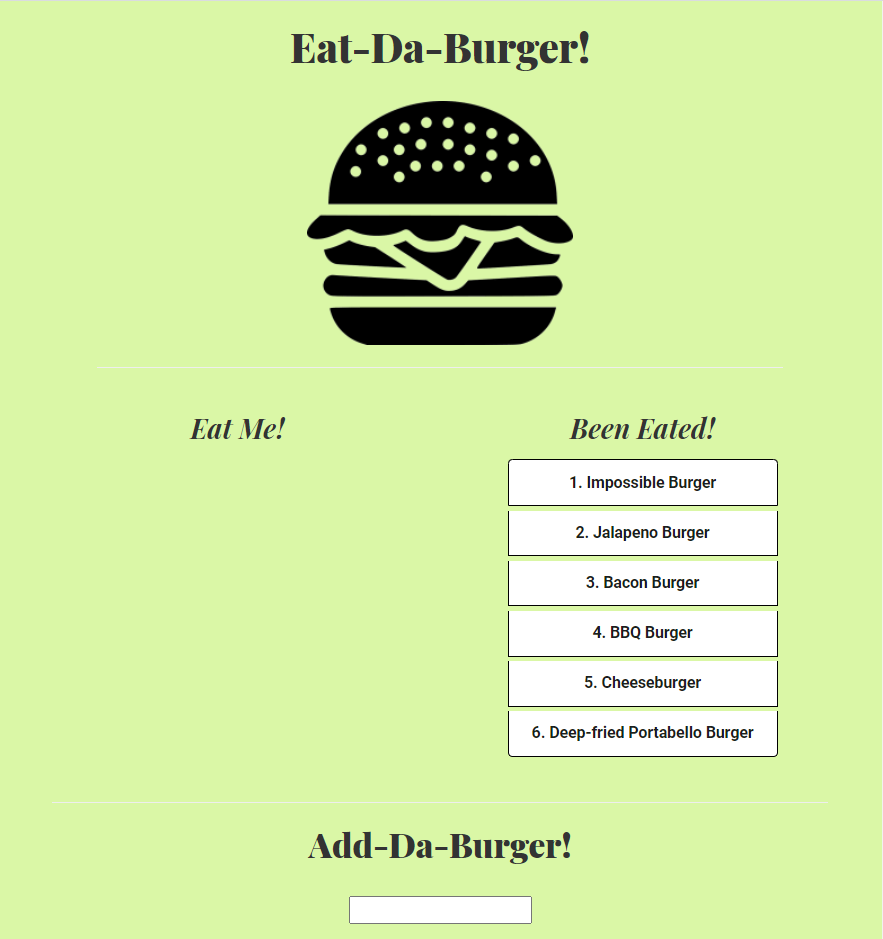 Eat-Da-Burger!
Eat Me!
Been Eated!
1. Impossible Burger
2. Jalapeno Burger
3. Bacon Burger
4. BBQ Burger
5. Cheeseburger
6. Deep-fried Portabello Burger
Add-Da-Burger!